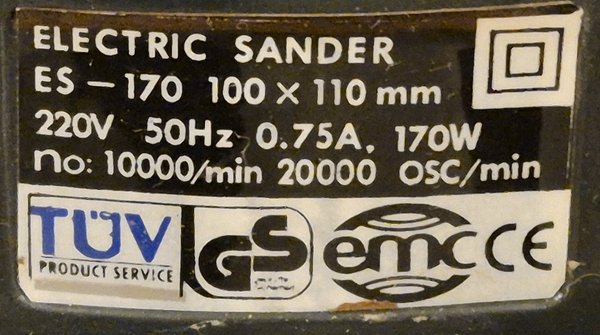 ELECTRIC SANDER
ES-170 100 × 110 mm
220V 50Hz 0.75A. 170W
no: 10000/min 20000 OSC/min
TÜV
PRODUCT SERVICE
GS
emc CE